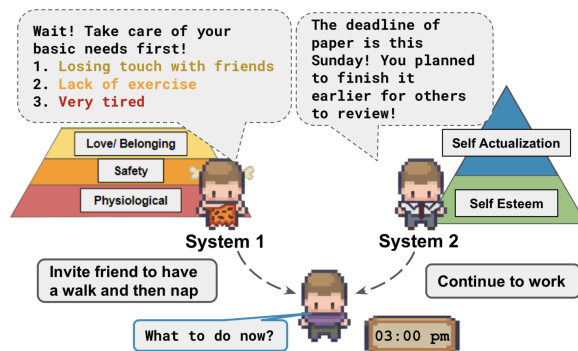 Wait! Take care of your
basic needs first!
1. Losing touch with friends
2. Lack of exercise
3. Very tired
The deadline of
paper is this
Sunday! You planned
to finish it
earlier for others
to review!
Love/ Belonging
Safety
Physiological
Self Actualization
Self Esteem
System 1
System 2
Invite friend to have
a walk and then nap
Continue to work
What to do now?
03:00 pm